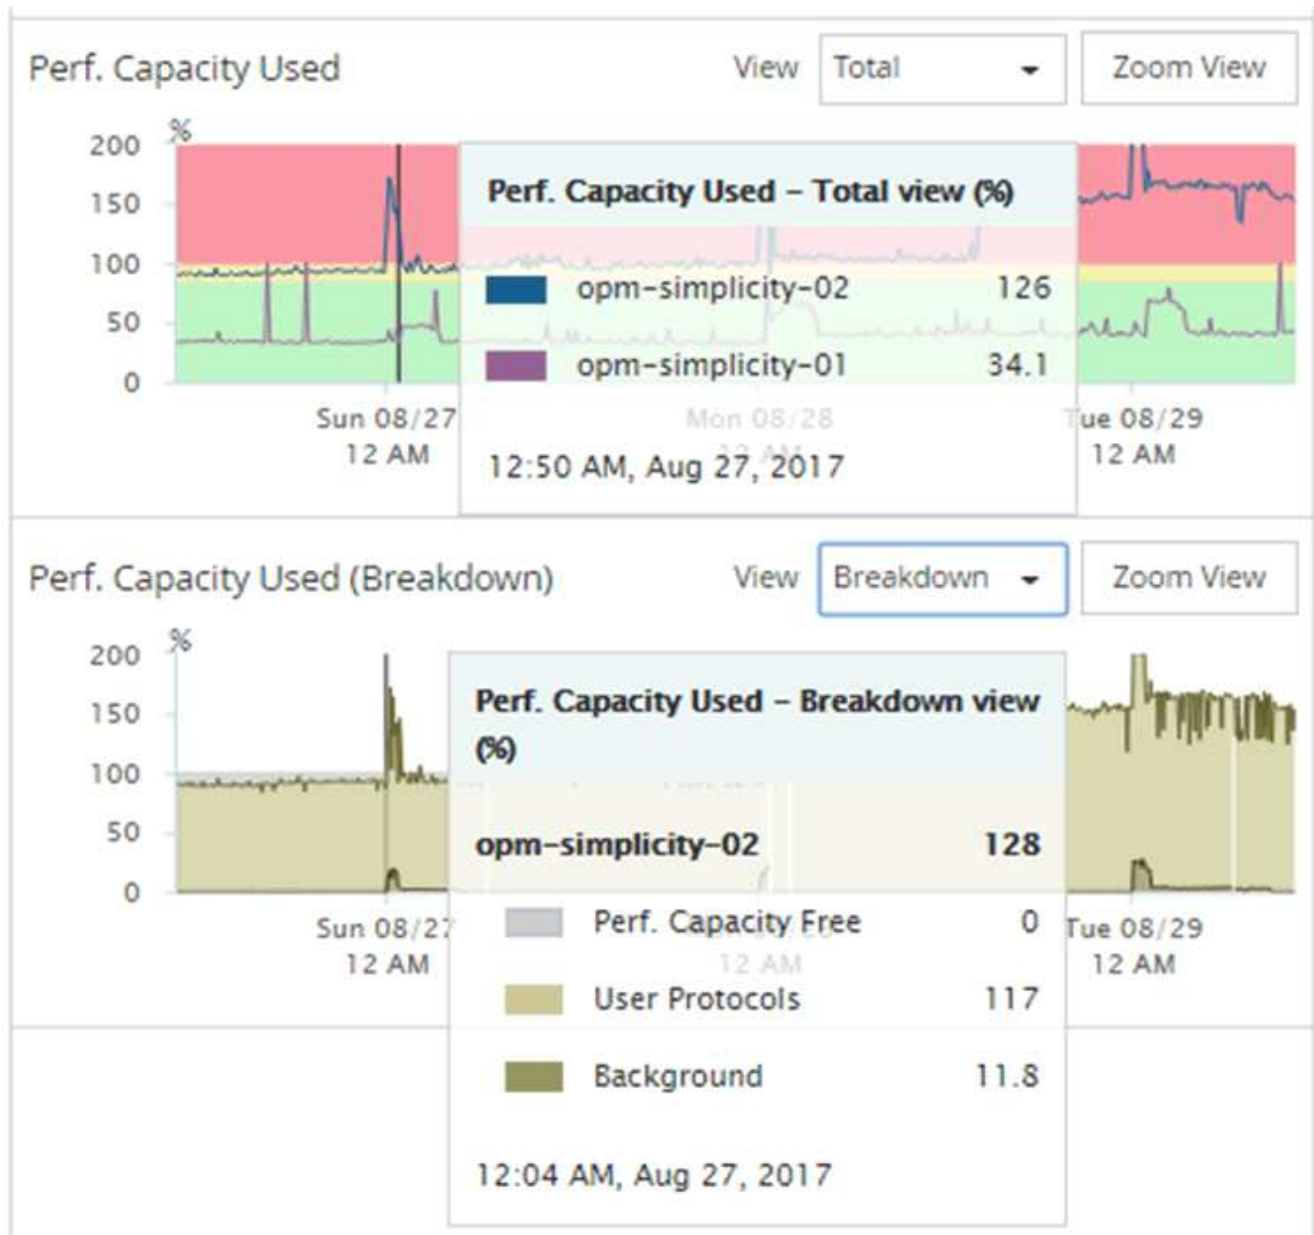 Perf. Capacity Used View Total Zoom View
%
200
150
100
50
0
Perf. Capacity Used – Total view (%)
opm-simplicity-02 126
opm-simplicity-01 34.1
Sun 08/27 Mon 08/28 Tue 08/29
12 AM 12 AM 12 AM
12:50 AM, Aug 27, 2017
Perf. Capacity Used (Breakdown) View Breakdown Zoom View
%
200
150
100
50
0
Perf. Capacity Used – Breakdown view
(%)
opm-simplicity-02 128
Perf. Capacity Free 0
User Protocols 117
Background 11.8
Sun 08/27 Tue 08/29
12 AM 12 AM 12 AM
12:04 AM, Aug 27, 2017